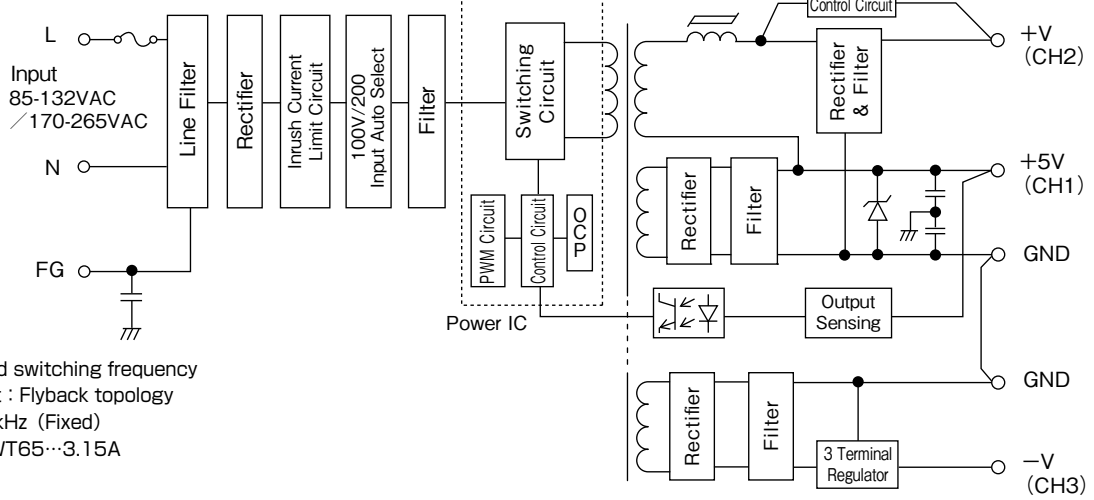 Control Circuit
L
Input
85-132VAC
／170-265VAC
N
FG
Line Filter
Rectifier
Inrush Current
Limit Circuit
100V/200
Input Auto Select
Filter
Switching
Circuit
PWM Circuit
Control Circuit
OCP
Power IC
Rectifier
& Filter
+V
(CH2)
Rectifier
Filter
+5V
(CH1)
GND
Output
Sensing
Rectifier
Filter
3 Terminal
Regulator
GND
−V
(CH3)
d switching frequency
: Flyback topology
kHz (Fixed)
WT65…3.15A